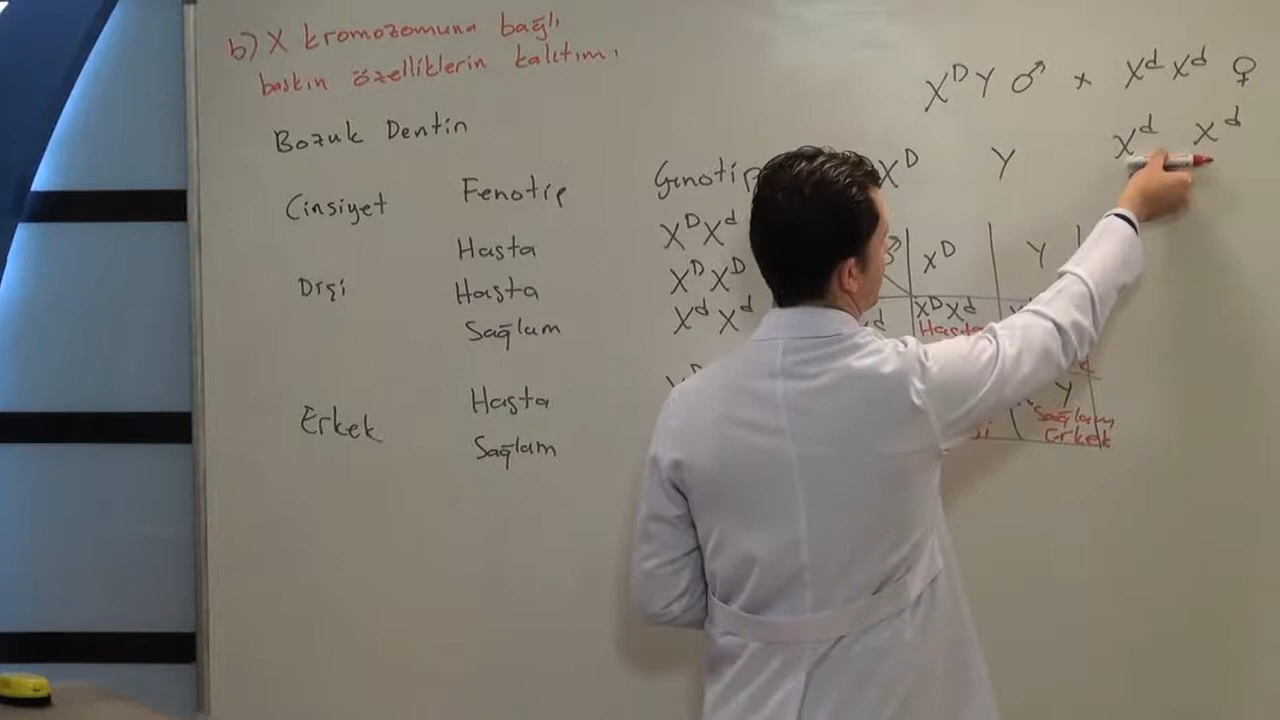 b) X kromozomuna bağlı
baskın özelliklerin kalıtımı
Bozuk Dentin
Cinsiyet Fenotip Genotip
Dişi
Hasta X^D X^d
Hasta X^D X^D
Sağlam X^d X^d
Erkek
Hasta
Sağlam
X^D Y ♂ x X^d X^d ♀
X^D Y X^d X^d
♂ X^D Y
X^D X^d
Hasta
Y
Sağlam
Erkek